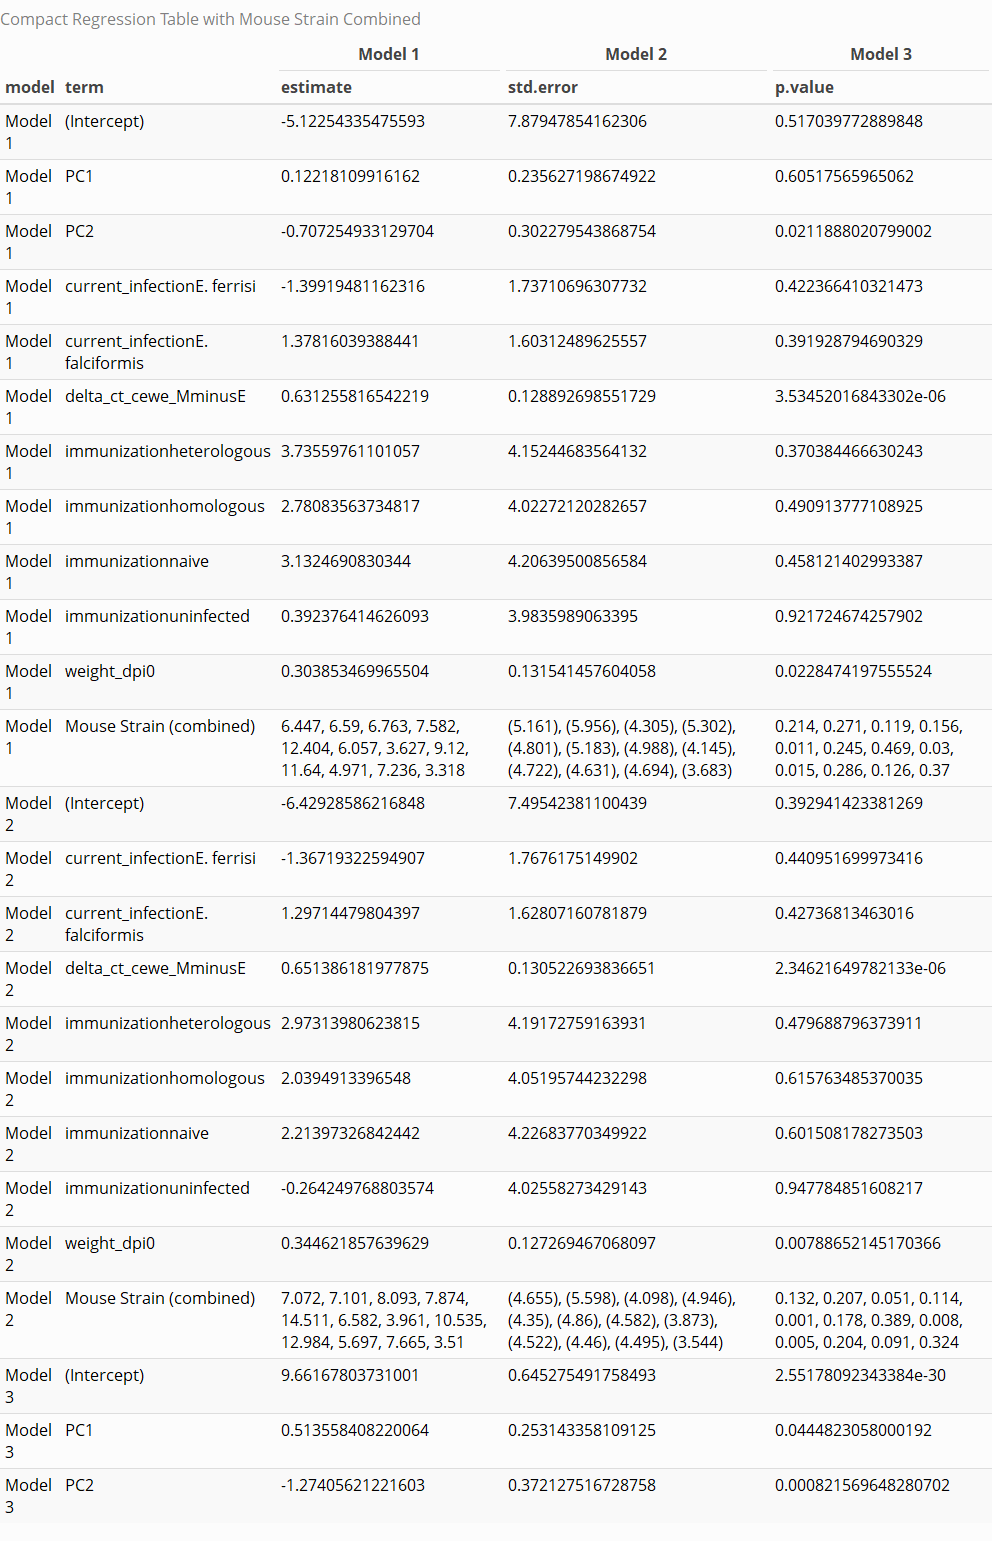 Compact Regression Table with Mouse Strain Combined
Model 1 Model 2 Model 3
model term estimate std.error p.value
Model (Intercept) -5.12254335475593 7.87947854162306 0.517039772889848
1
Model PC1 0.12218109916162 0.235627198674922 0.60517565965062
1
Model PC2 -0.707254933129704 0.302279543868754 0.0211888020799002
1
Model current_infectionE. ferrisi -1.39919481162316 1.73710696307732 0.422366410321473
1
Model current_infectionE. 1.37816039388441 1.60312489625557 0.391928794690329
1 falciformis
Model delta_ct_cewe_MminusE 0.631255816542219 0.128892698551729 3.53452016843302e-06
1
Model immunizationheterologous 3.73559761101057 4.15244683564132 0.370384466630243
1
Model immunizationhomologous 2.78083563734817 4.02272120282657 0.490913777108925
1
Model immunizationnaive 3.1324690830344 4.20639500856584 0.458121402993387
1
Model immunizationuninfected 0.392376414626093 3.9835989063395 0.921724674257902
1
Model weight_dpi0 0.303853469965504 0.131541457604058 0.0228474197555524
1
Model Mouse Strain (combined) 6.447, 6.59, 6.763, 7.582, (5.161), (5.956), (4.305), (5.302), 0.214, 0.271, 0.119, 0.156,
1 12.404, 6.057, 3.627, 9.12, (4.801), (5.183), (4.988), (4.145), 0.011, 0.245, 0.469, 0.03,
11.64, 4.971, 7.236, 3.318 (4.722), (4.631), (4.694), (3.683) 0.015, 0.286, 0.126, 0.37
Model (Intercept) -6.42928586216848 7.49542381100439 0.392941423381269
2
Model current_infectionE. ferrisi -1.36719322594907 1.7676175149902 0.440951699973416
2
Model current_infectionE. 1.29714479804397 1.62807160781879 0.42736813463016
2 falciformis
Model delta_ct_cewe_MminusE 0.651386181977875 0.130522693836651 2.34621649782133e-06
2
Model immunizationheterologous 2.97313980623815 4.19172759163931 0.479688796373911
2
Model immunizationhomologous 2.0394913396548 4.05195744232298 0.615763485370035
2
Model immunizationnaive 2.21397326842442 4.22683770349922 0.601508178273503
2
Model immunizationuninfected -0.264249768803574 4.02558273429143 0.947784851608217
2
Model weight_dpi0 0.344621857639629 0.127269467068097 0.00788652145170366
2
Model Mouse Strain (combined) 7.072, 7.101, 8.093, 7.874, (4.655), (5.598), (4.098), (4.946), 0.132, 0.207, 0.051, 0.114,
2 14.511, 6.582, 3.961, 10.535, (4.35), (4.86), (4.582), (3.873), 0.001, 0.178, 0.389, 0.008,
12.984, 5.697, 7.665, 3.51 (4.522), (4.46), (4.495), (3.544) 0.005, 0.204, 0.091, 0.324
Model (Intercept) 9.66167803731001 0.645275491758493 2.55178092343384e-30
3
Model PC1 0.513558408220064 0.253143358109125 0.0444823058000192
3
Model PC2 -1.27405621221603 0.372127516728758 0.000821569648280702
3